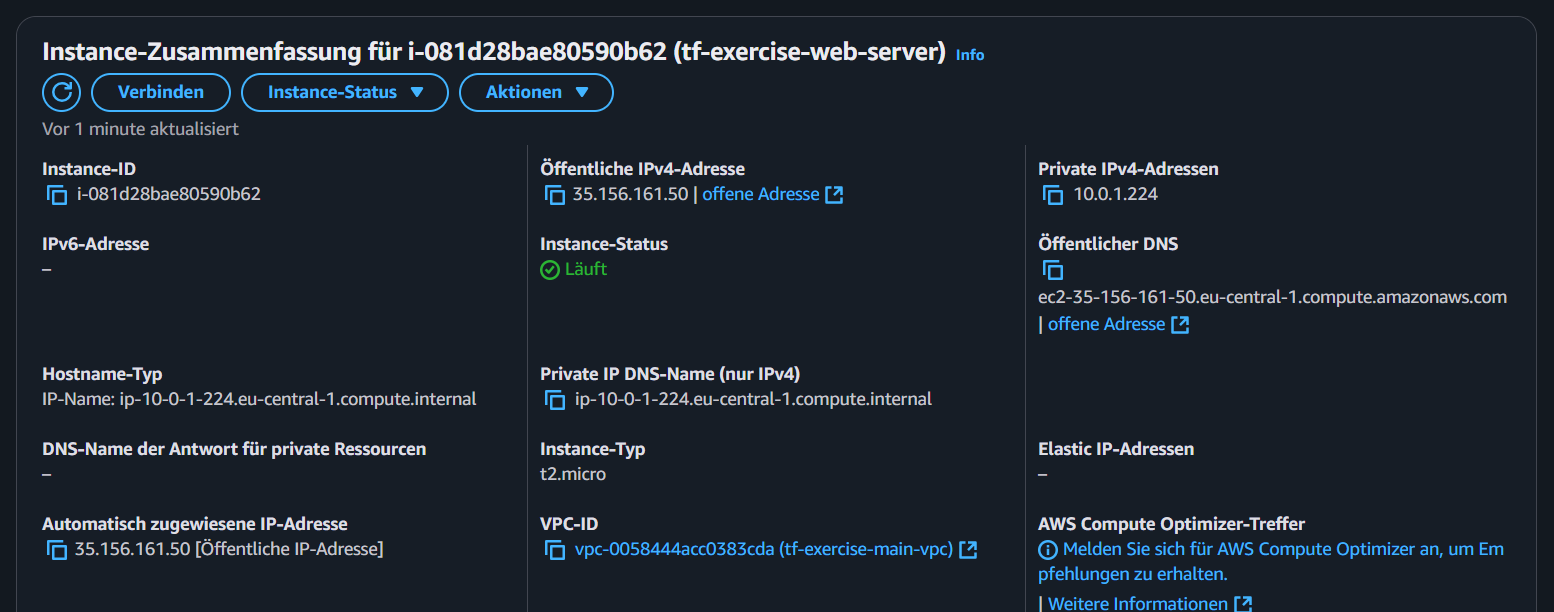 Instance-Zusammenfassung für i-081d28bae80590b62 (tf-exercise-web-server) Info
Verbinden
Instance-Status
Aktionen
Vor 1 minute aktualisiert
Instance-ID
i-081d28bae80590b62
Öffentliche IPv4-Adresse
35.156.161.50 | offene Adresse
Private IPv4-Adressen
10.0.1.224
IPv6-Adresse
–
Instance-Status
Läuft
Öffentlicher DNS
ec2-35-156-161-50.eu-central-1.compute.amazonaws.com
| offene Adresse
Hostname-Typ
IP-Name: ip-10-0-1-224.eu-central-1.compute.internal
Private IP DNS-Name (nur IPv4)
ip-10-0-1-224.eu-central-1.compute.internal
DNS-Name der Antwort für private Ressourcen
–
Instance-Typ
t2.micro
Elastic IP-Adressen
–
Automatisch zugewiesene IP-Adresse
35.156.161.50 [Öffentliche IP-Adresse]
VPC-ID
vpc-0058444acc0383cda (tf-exercise-main-vpc)
AWS Compute Optimizer-Treffer
Melden Sie sich für AWS Compute Optimizer an, um Em
pfehlungen zu erhalten.
| Weitere Informationen